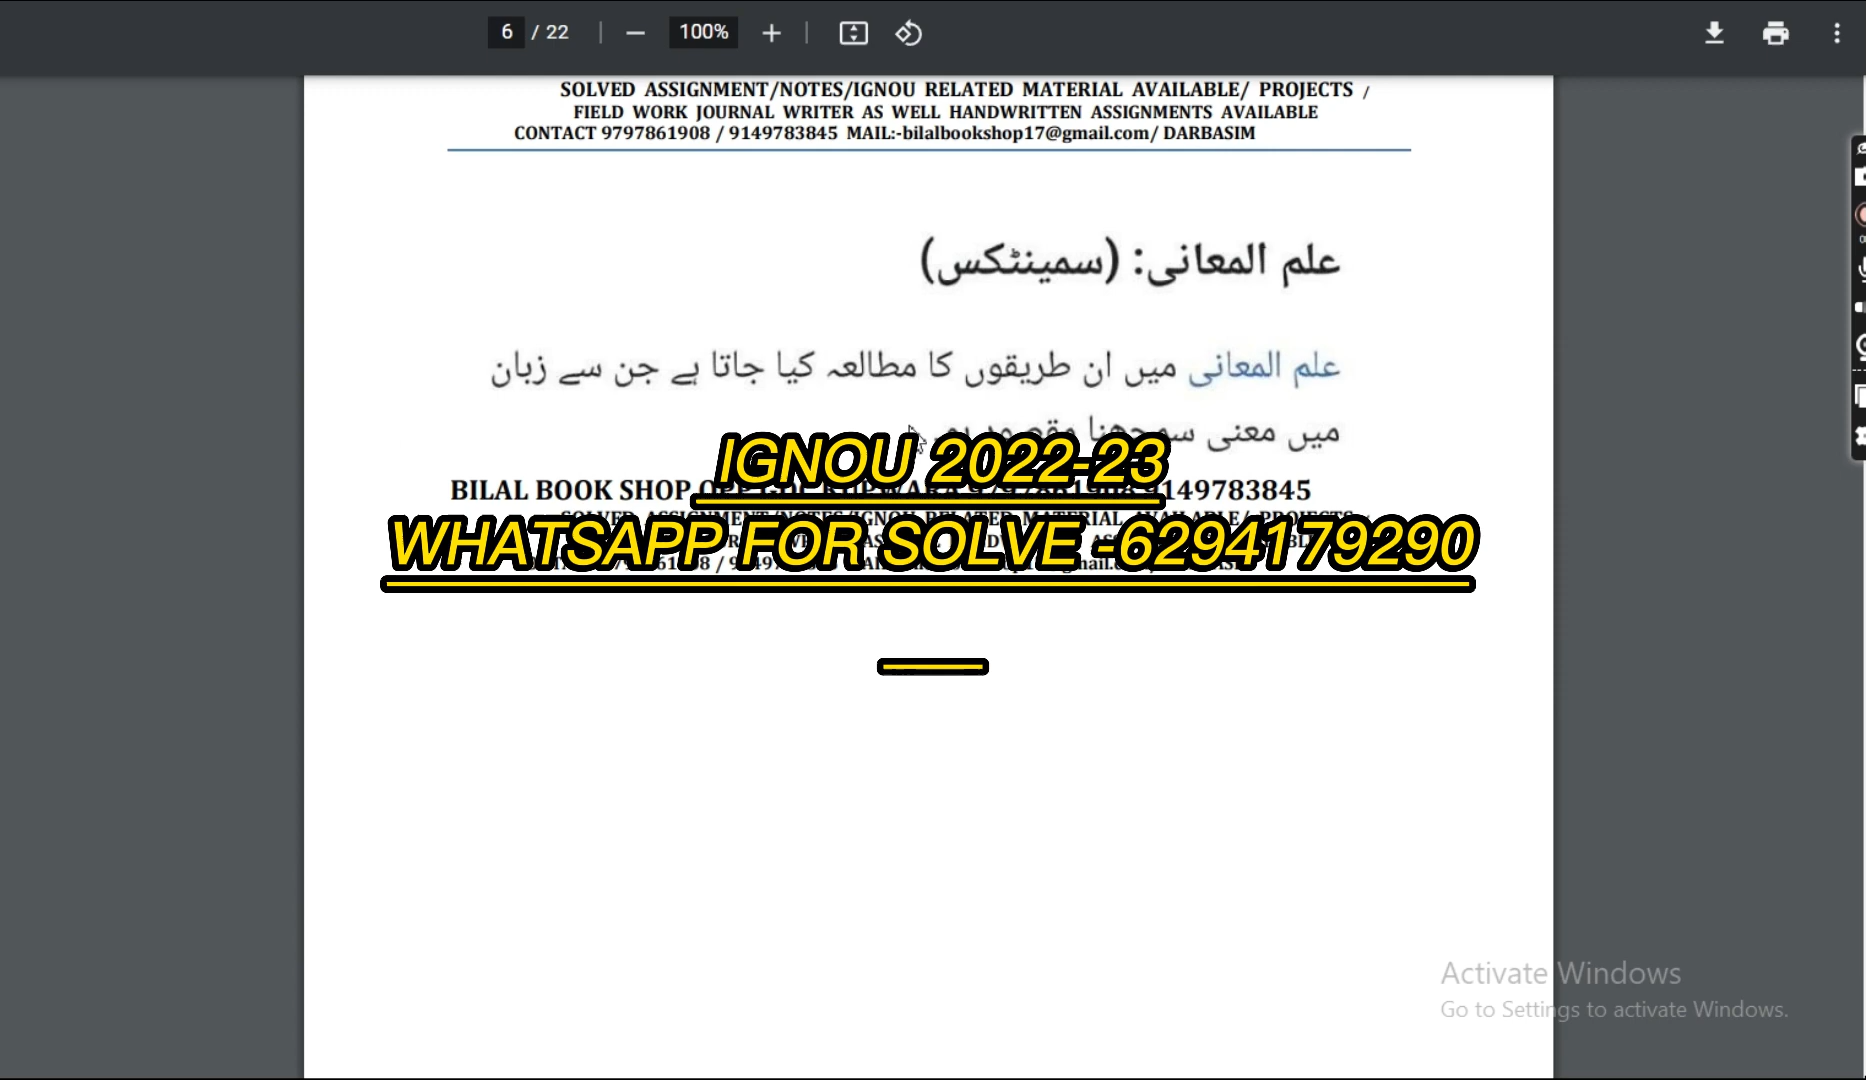 6 / 22
100%
SOLVED ASSIGNMENT/NOTES/IGNOU RELATED MATERIAL AVAILABLE/ PROJECTS /
FIELD WORK JOURNAL WRITER AS WELL HANDWRITTEN ASSIGNMENTS AVAILABLE
CONTACT 9797861908 / 9149783845 MAIL:-bilalbookshop17@gmail.com/ DARBASIM
علم المعانی: (سمینٹکس)
علم المعانی میں ان طریقوں کا مطالعہ کیا جاتا ہے جن سے زبان
میں معنی سمجھنا
IGNOU 2022-23
BILAL BOOK SHOP 9149783845
WHATSAPP FOR SOLVE -6294179290
Activate Windows
Go to Settings to activate Windows.